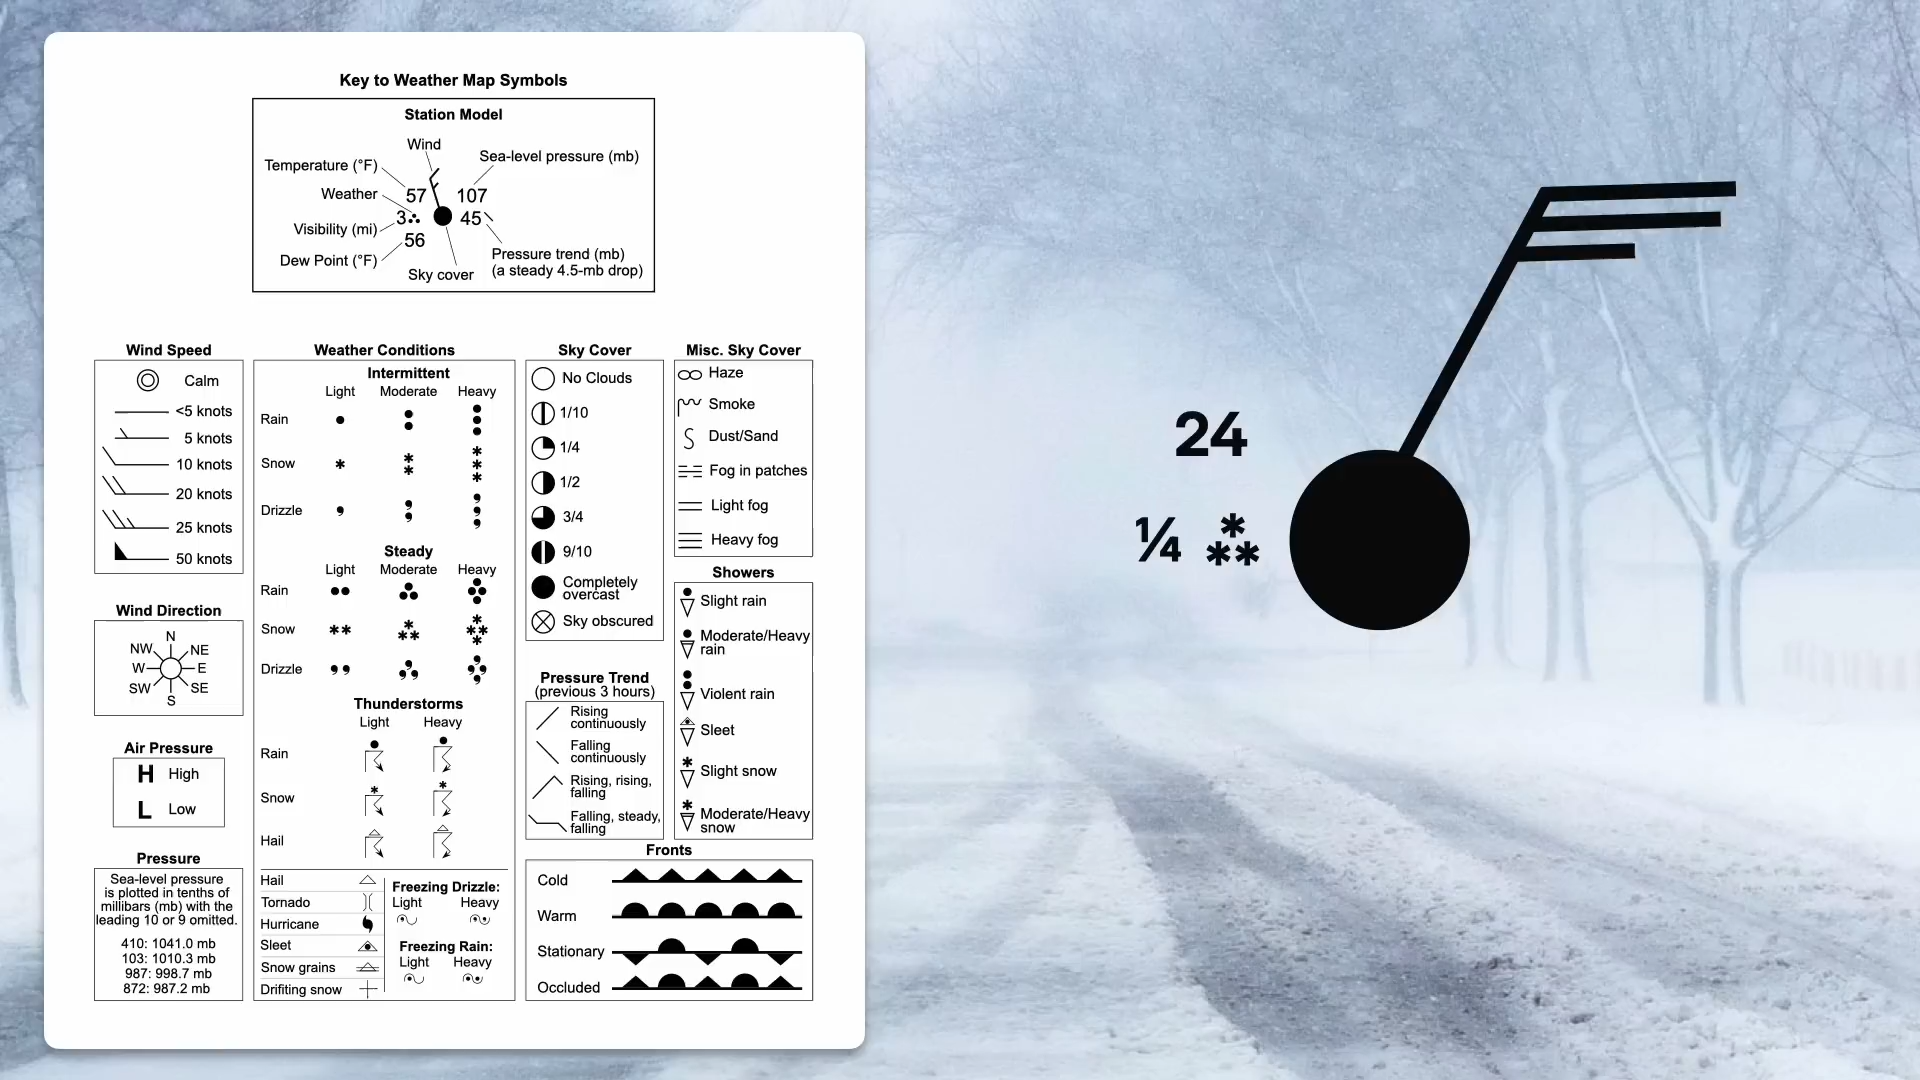 Key to Weather Map Symbols
Station Model
Wind
Temperature (°F)
Sea-level pressure (mb)
Weather
57
107
Visibility (mi)
3
45
56
Dew Point (°F)
Sky cover
Pressure trend (mb)
(a steady 4.5-mb drop)
Wind Speed
Calm
<5 knots
5 knots
10 knots
20 knots
25 knots
50 knots
Wind Direction
N
NW
NE
W
E
SW
SE
S
Air Pressure
H High
L Low
Pressure
Sea-level pressure
is plotted in tenths of
millibars (mb) with the
leading 10 or 9 omitted.
410: 1041.0 mb
103: 1010.3 mb
987: 998.7 mb
872: 987.2 mb
Weather Conditions
Intermittent
Light Moderate Heavy
Rain
Snow
Drizzle
Steady
Light Moderate Heavy
Rain
Snow
Drizzle
Thunderstorms
Light Heavy
Rain
Snow
Hail
Hail
Tornado
Hurricane
Sleet
Snow grains
Drifiting snow
Freezing Drizzle:
Light Heavy
Freezing Rain:
Light Heavy
Sky Cover
No Clouds
1/10
1/4
1/2
3/4
9/10
Completely
overcast
Sky obscured
Pressure Trend
(previous 3 hours)
Rising
continuously
Falling
continuously
Rising, rising,
falling
Falling, steady,
falling
Misc. Sky Cover
Haze
Smoke
Dust/Sand
Fog in patches
Light fog
Heavy fog
Showers
Slight rain
Moderate/Heavy
rain
Violent rain
Sleet
Slight snow
Moderate/Heavy
snow
Fronts
Cold
Warm
Stationary
Occluded
24
¼